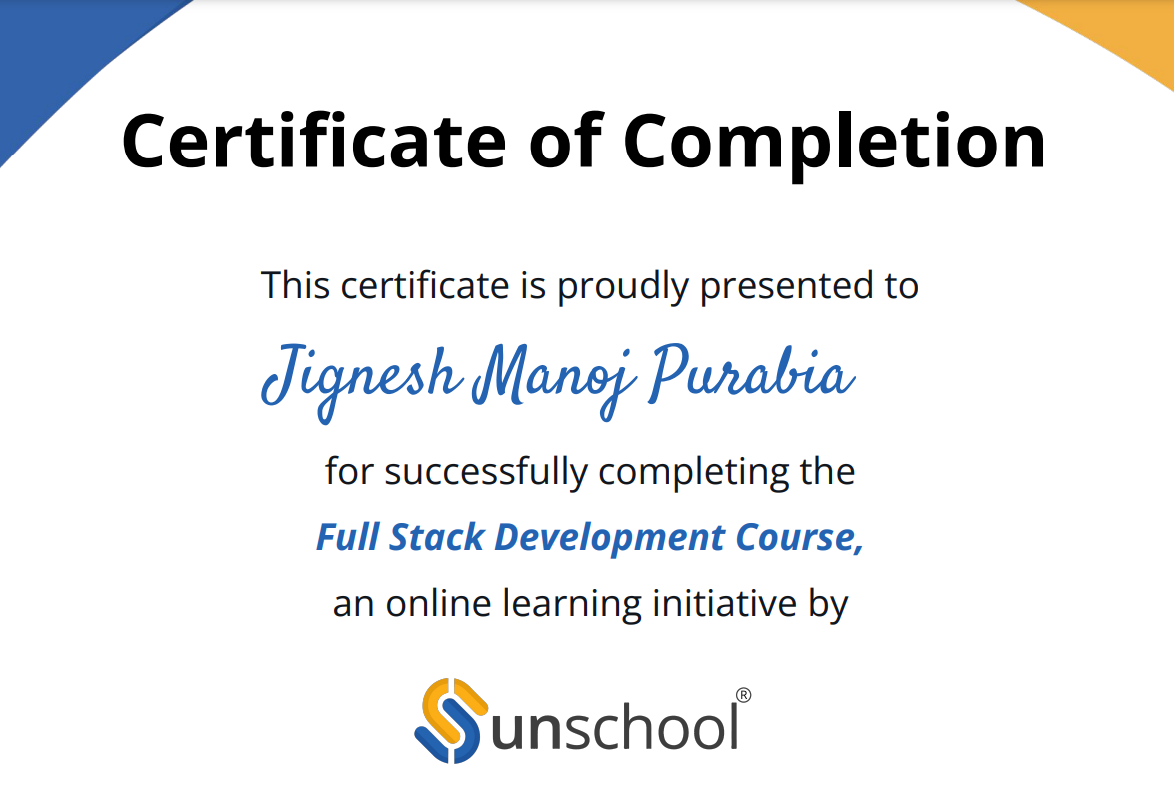 Certificate of Completion
This certificate is proudly presented to
Jignesh Manoj Purabia
for successfully completing the
Full Stack Development Course,
an online learning initiative by
unschool®